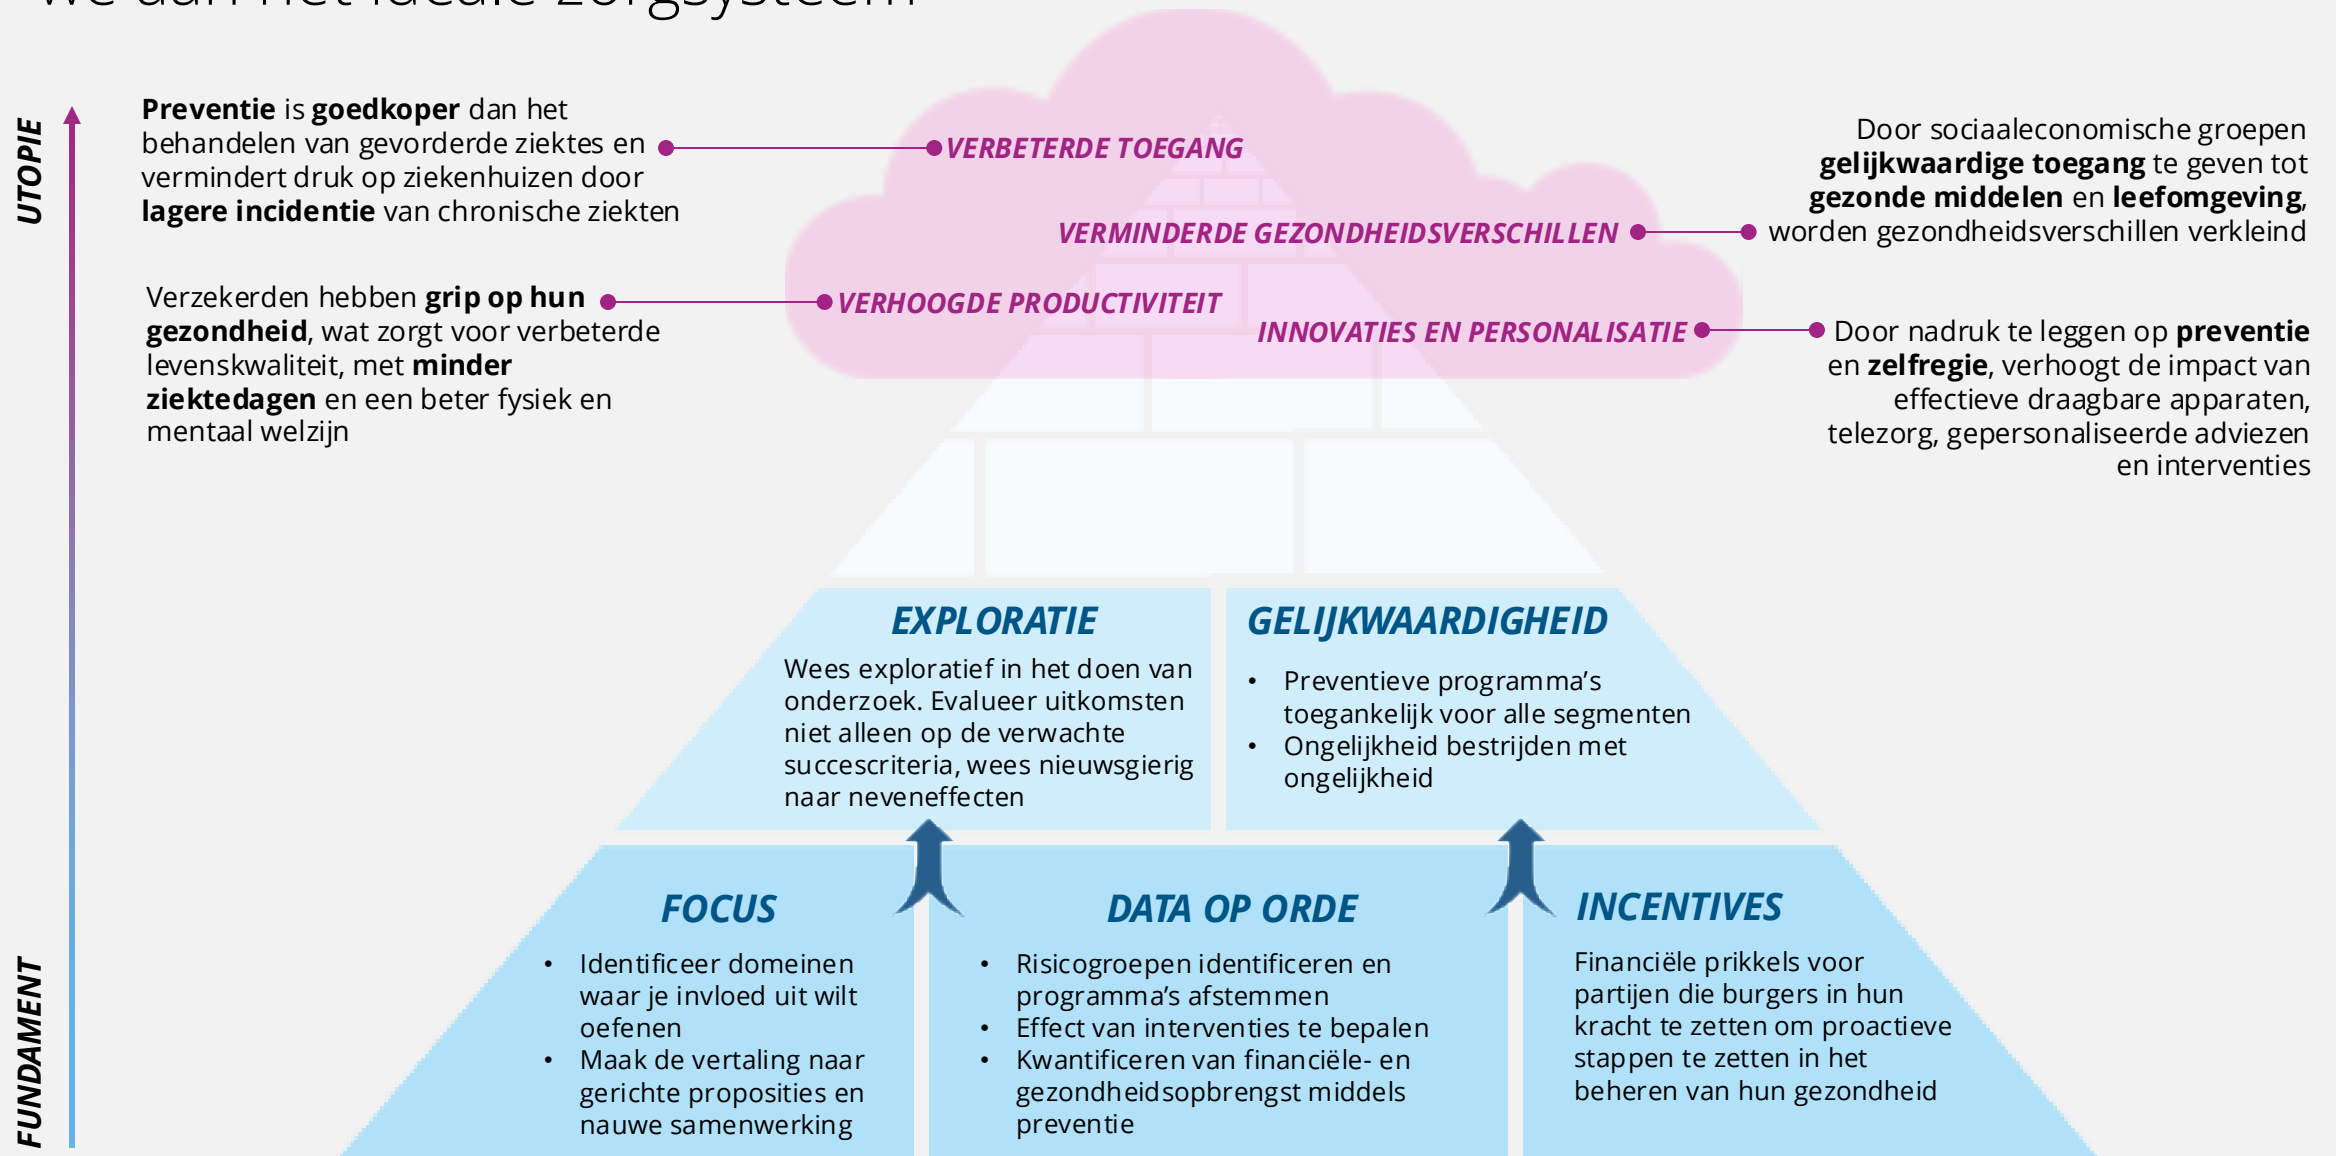 we aan het ideale zorgsysteem
UTOPIE
Preventie is goedkoper dan het
behandelen van gevorderde ziektes en
vermindert druk op ziekenhuizen door
lagere incidentie van chronische ziekten
VERBETERDE TOEGANG
Door sociaaleconomische groepen
gelijkwaardige toegang te geven tot
gezonde middelen en leefomgeving,
worden gezondheidsverschillen verkleind
VERMINDERDE GEZONDHEIDSVERSCHILLEN
Verzekerden hebben grip op hun
gezondheid, wat zorgt voor verbeterde
levenskwaliteit, met minder
ziektedagen en een beter fysiek en
mentaal welzijn
VERHOOGDE PRODUCTIVITEIT
INNOVATIES EN PERSONALISATIE
Door nadruk te leggen op preventie
en zelfregie, verhoogt de impact van
effectieve draagbare apparaten,
telezorg, gepersonaliseerde adviezen
en interventies
EXPLORATIE
Wees exploratief in het doen van
onderzoek. Evalueer uitkomsten
niet alleen op de verwachte
succescriteria, wees nieuwsgierig
naar neveneffecten
GELIJKWAARDIGHEID
• Preventieve programma’s
toegankelijk voor alle segmenten
• Ongelijkheid bestrijden met
ongelijkheid
FUNDAMENT
FOCUS
• Identificeer domeinen
waar je invloed uit wilt
oefenen
• Maak de vertaling naar
gerichte proposities en
nauwe samenwerking
DATA OP ORDE
• Risicogroepen identificeren en
programma’s afstemmen
• Effect van interventies te bepalen
• Kwantificeren van financiële- en
gezondheidsopbrengst middels
preventie
INCENTIVES
Financiële prikkels voor
partijen die burgers in hun
kracht te zetten om proactieve
stappen te zetten in het
beheren van hun gezondheid